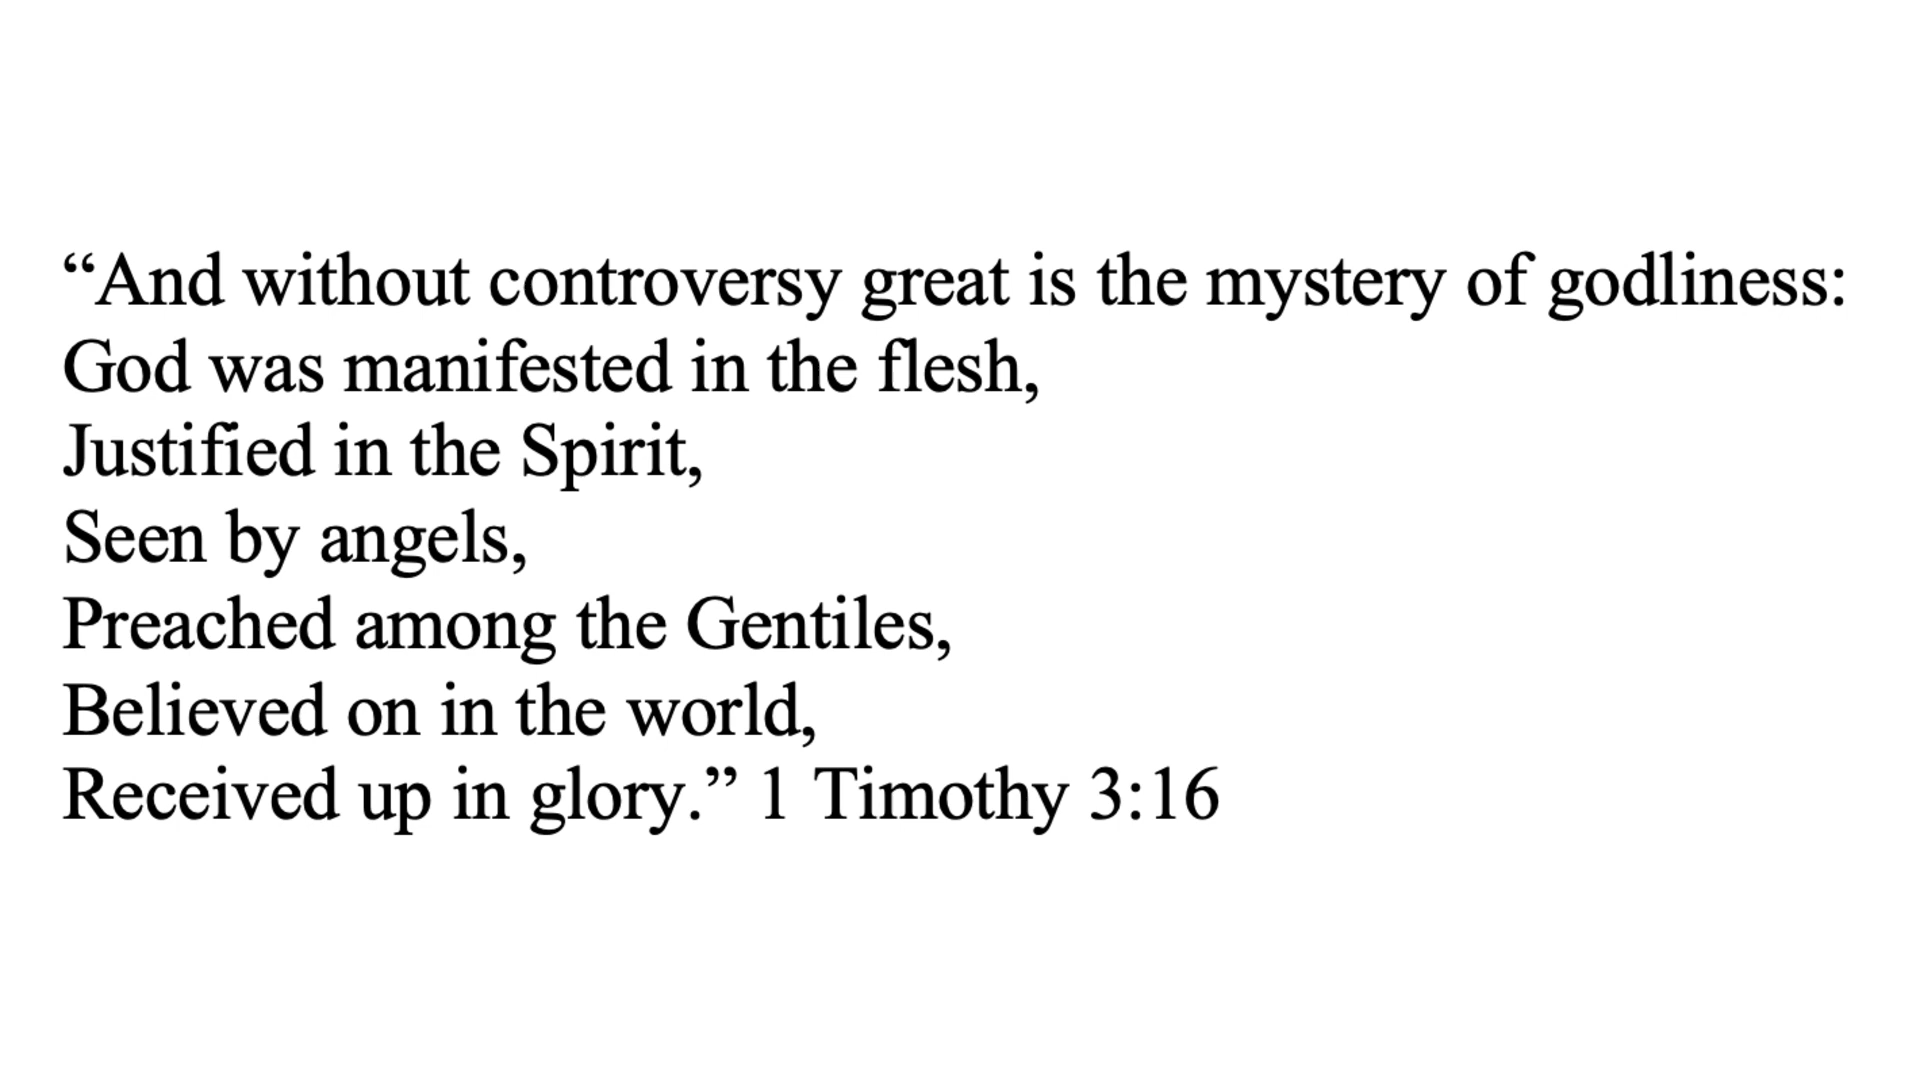 “And without controversy great is the mystery of godliness:
God was manifested in the flesh,
Justified in the Spirit,
Seen by angels,
Preached among the Gentiles,
Believed on in the world,
Received up in glory.” 1 Timothy 3:16